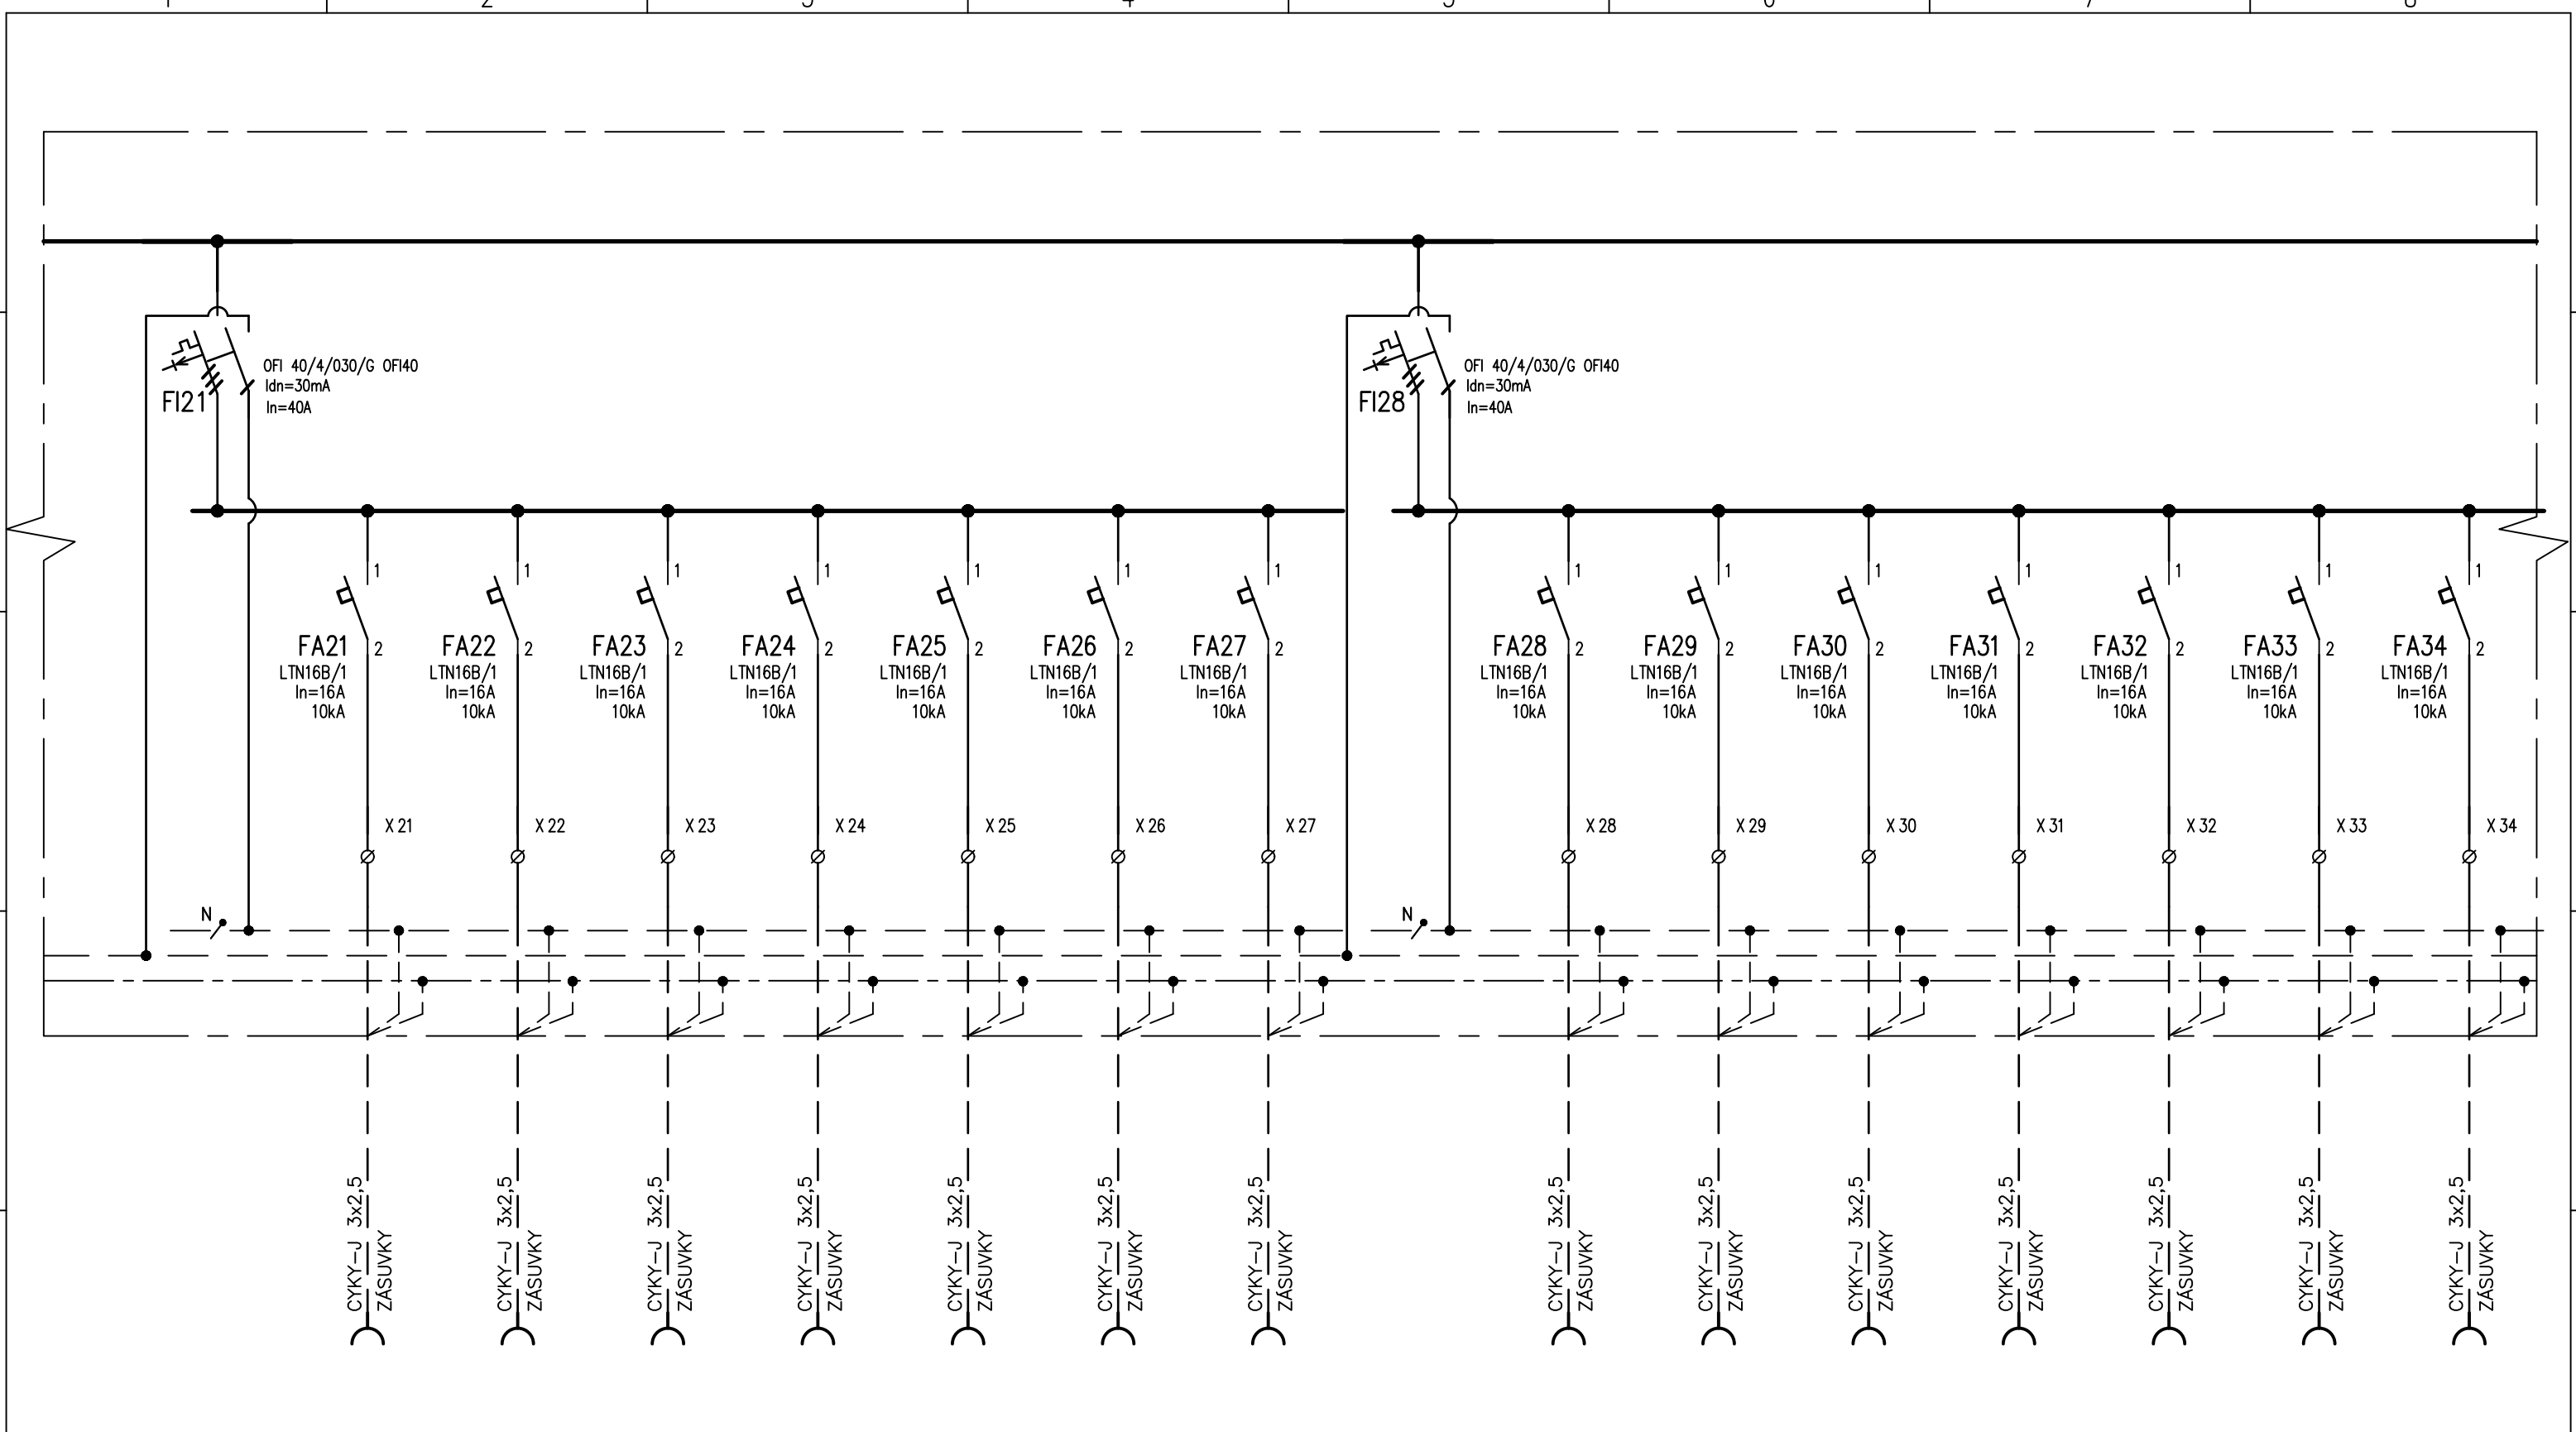 1 2 3 4 5 6 7 8
OFI 40/4/030/G OFI40
Idn=30mA
In=40A
FI21
OFI 40/4/030/G OFI40
Idn=30mA
In=40A
FI28
1 1 1 1 1 1 1 1 1 1 1 1 1 1
2 2 2 2 2 2 2 2 2 2 2 2 2 2
FA21 FA22 FA23 FA24 FA25 FA26 FA27 FA28 FA29 FA30 FA31 FA32 FA33 FA34
LTN16B/1 LTN16B/1 LTN16B/1 LTN16B/1 LTN16B/1 LTN16B/1 LTN16B/1 LTN16B/1 LTN16B/1 LTN16B/1 LTN16B/1 LTN16B/1 LTN16B/1 LTN16B/1
In=16A In=16A In=16A In=16A In=16A In=16A In=16A In=16A In=16A In=16A In=16A In=16A In=16A In=16A
10kA 10kA 10kA 10kA 10kA 10kA 10kA 10kA 10kA 10kA 10kA 10kA 10kA 10kA
X 21 X 22 X 23 X 24 X 25 X 26 X 27 X 28 X 29 X 30 X 31 X 32 X 33 X 34
N N
CYKY-J 3x2,5
ZÁSUVKY
CYKY-J 3x2,5
ZÁSUVKY
CYKY-J 3x2,5
ZÁSUVKY
CYKY-J 3x2,5
ZÁSUVKY
CYKY-J 3x2,5
ZÁSUVKY
CYKY-J 3x2,5
ZÁSUVKY
CYKY-J 3x2,5
ZÁSUVKY
CYKY-J 3x2,5
ZÁSUVKY
CYKY-J 3x2,5
ZÁSUVKY
CYKY-J 3x2,5
ZÁSUVKY
CYKY-J 3x2,5
ZÁSUVKY
CYKY-J 3x2,5
ZÁSUVKY
CYKY-J 3x2,5
ZÁSUVKY
CYKY-J 3x2,5
ZÁSUVKY